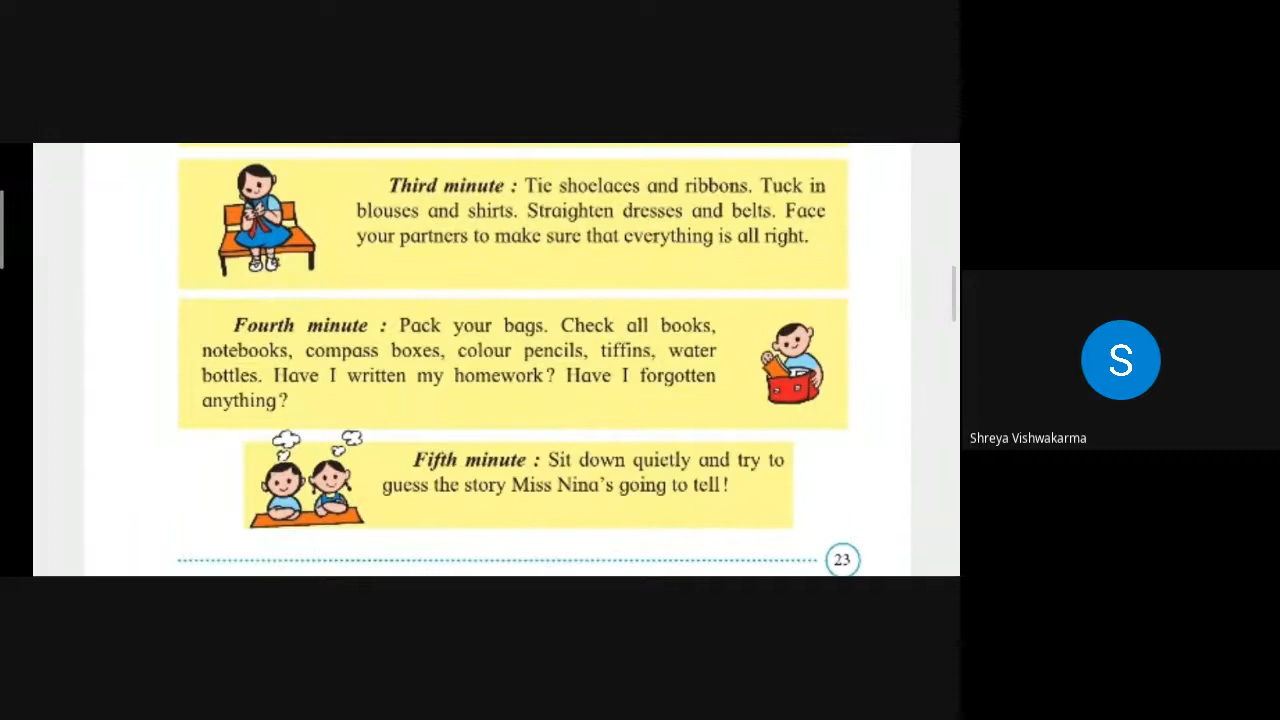 Third minute : Tie shoelaces and ribbons. Tuck in
blouses and shirts. Straighten dresses and belts. Face
your partners to make sure that everything is all right.
Fourth minute : Pack your bags. Check all books,
notebooks, compass boxes, colour pencils, tiffins, water
bottles. Have I written my homework? Have I forgotten
anything?
Fifth minute : Sit down quietly and try to
guess the story Miss Nina's going to tell!
23
S
Shreya Vishwakarma